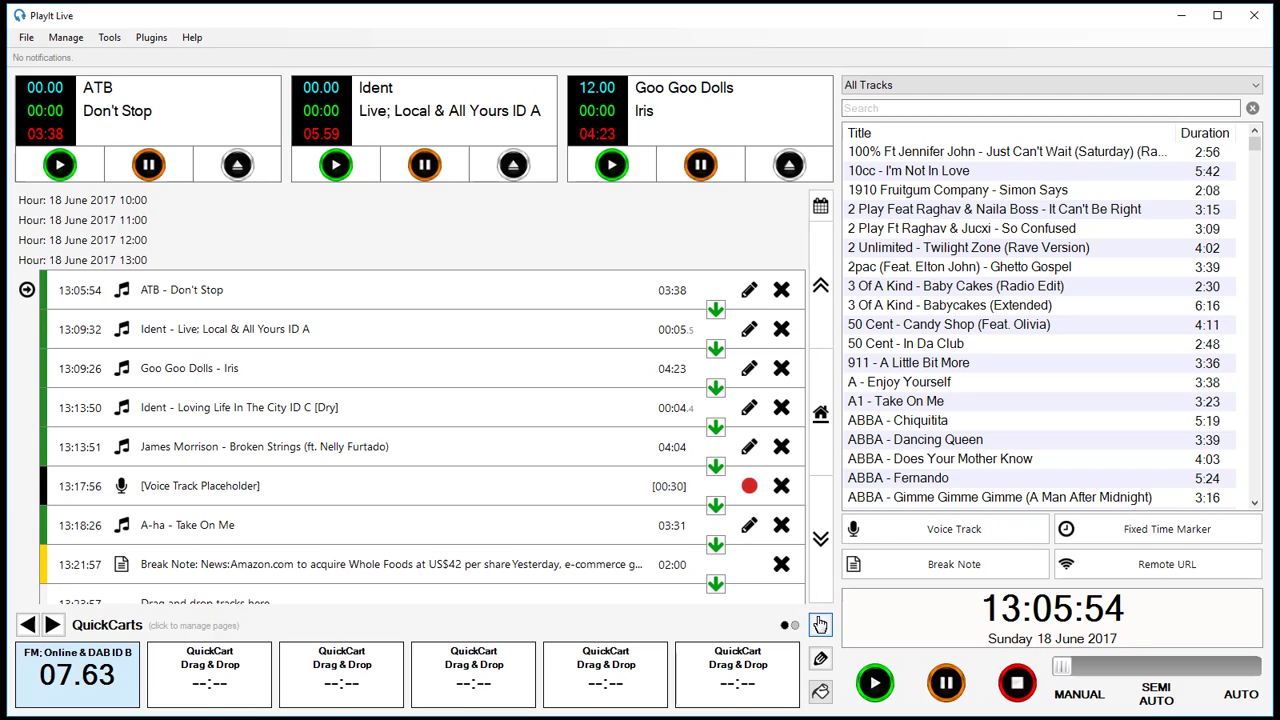 PlayIt Live
File Manage Tools Plugins Help
No notifications.
00.00 ATB
00:00 Don't Stop
03:38
00.00 Ident
00:00 Live; Local & All Yours ID A
05.59
12.00 Goo Goo Dolls
00:00 Iris
04:23
Hour: 18 June 2017 10:00
Hour: 18 June 2017 11:00
Hour: 18 June 2017 12:00
Hour: 18 June 2017 13:00
13:05:54 ATB - Don't Stop 03:38
13:09:32 Ident - Live; Local & All Yours ID A 00:05.5
13:09:26 Goo Goo Dolls - Iris 04:23
13:13:50 Ident - Loving Life In The City ID C [Dry] 00:04.4
13:13:51 James Morrison - Broken Strings (ft. Nelly Furtado) 04:04
13:17:56 [Voice Track Placeholder] [00:30]
13:18:26 A-ha - Take On Me 03:31
13:21:57 Break Note: News:Amazon.com to acquire Whole Foods at US$42 per share Yesterday, e-commerce g... 02:00
13:23:57 Drag and drop tracks here
QuickCarts (click to manage pages)
FM; Online & DAB ID B
07.63
QuickCart
Drag & Drop
--:--
QuickCart
Drag & Drop
--:--
QuickCart
Drag & Drop
--:--
QuickCart
Drag & Drop
--:--
QuickCart
Drag & Drop
--:--
All Tracks
Search
Title Duration
100% Ft Jennifer John - Just Can't Wait (Saturday) (Ra... 2:56
10cc - I'm Not In Love 5:42
1910 Fruitgum Company - Simon Says 2:08
2 Play Feat Raghav & Naila Boss - It Can't Be Right 3:15
2 Play Ft Raghav & Jucxi - So Confused 3:09
2 Unlimited - Twilight Zone (Rave Version) 4:02
2pac (Feat. Elton John) - Ghetto Gospel 3:39
3 Of A Kind - Baby Cakes (Radio Edit) 2:30
3 Of A Kind - Babycakes (Extended) 6:16
50 Cent - Candy Shop (Feat. Olivia) 4:11
50 Cent - In Da Club 2:48
911 - A Little Bit More 3:36
A - Enjoy Yourself 3:38
A1 - Take On Me 3:23
ABBA - Chiquitita 5:19
ABBA - Dancing Queen 3:39
ABBA - Does Your Mother Know 4:03
ABBA - Fernando 5:24
ABBA - Gimme Gimme Gimme (A Man After Midnight) 3:16
Voice Track Fixed Time Marker
Break Note Remote URL
13:05:54
Sunday 18 June 2017
MANUAL SEMI AUTO AUTO